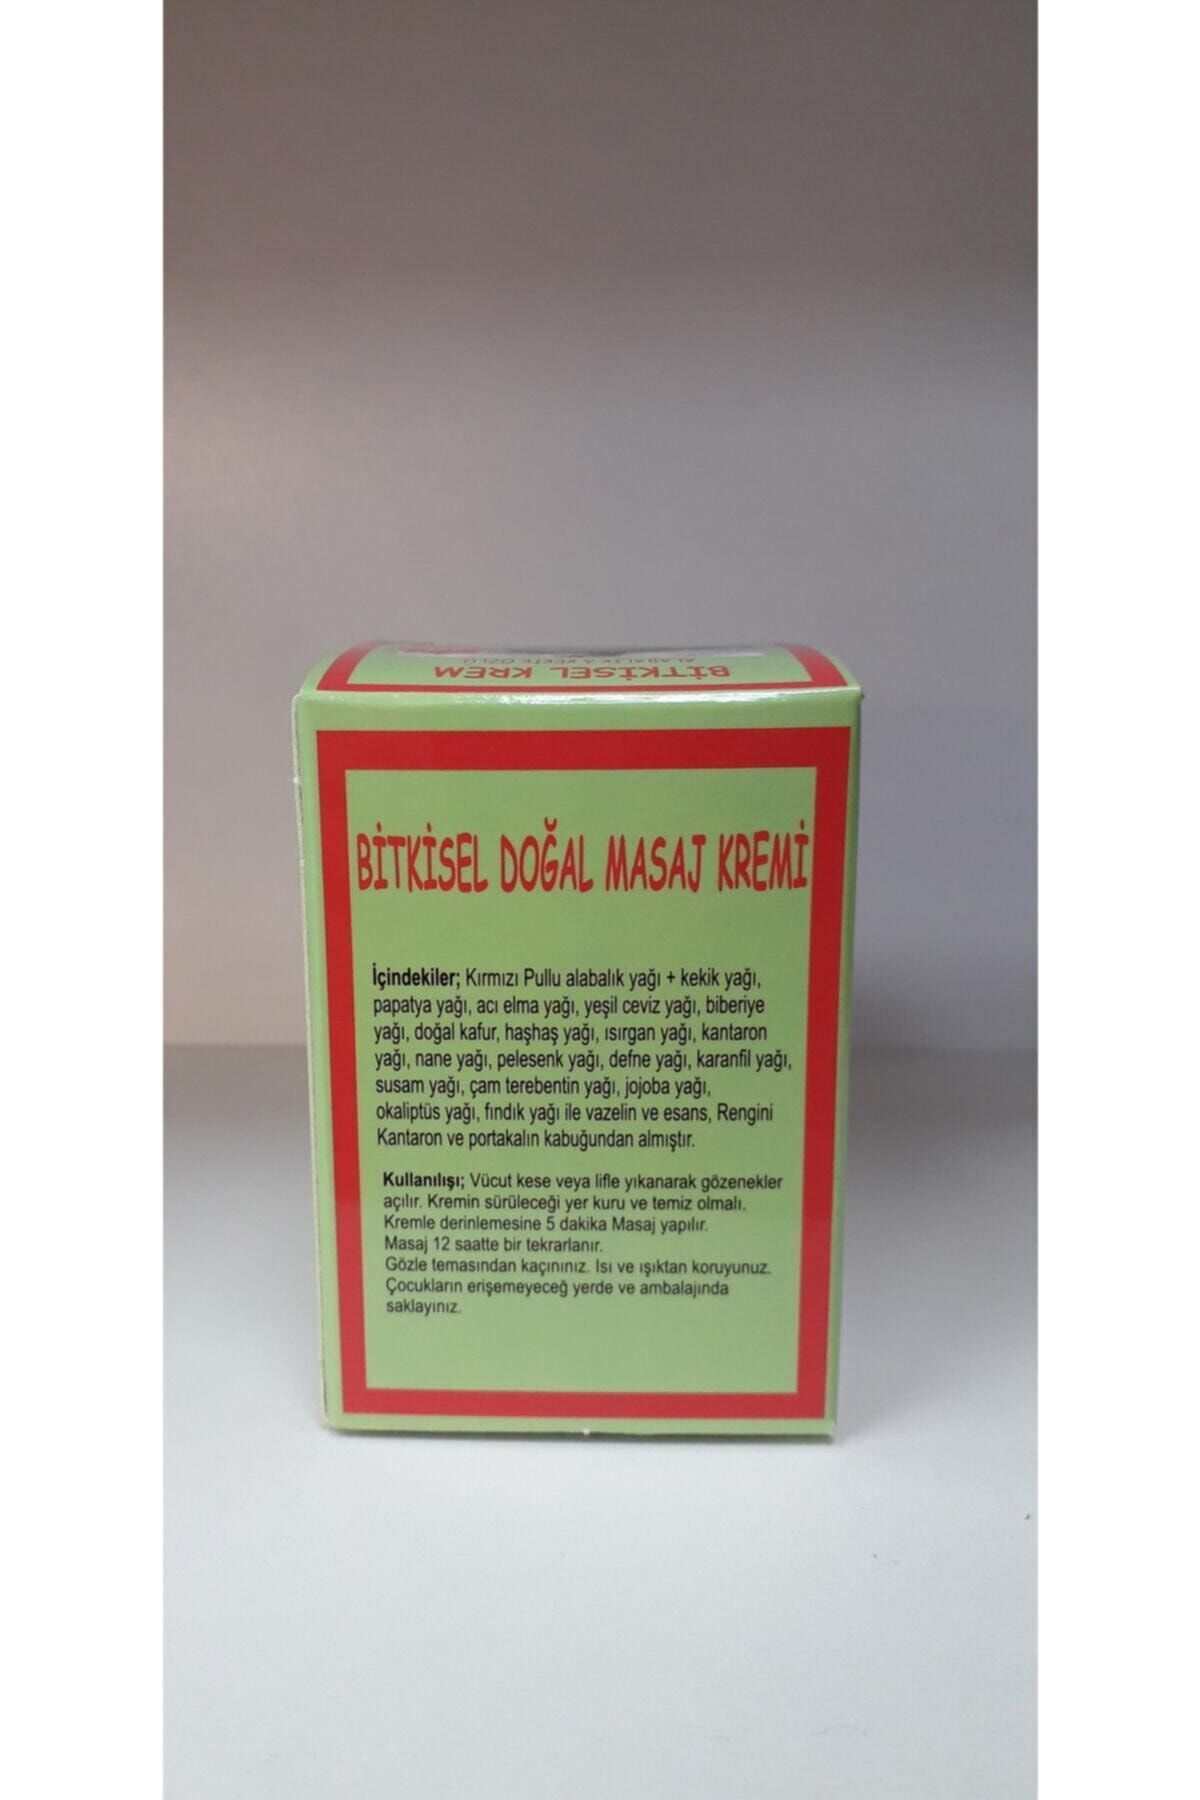 BİTKİSEL KREM
ALABALIK & KEKİK ÖZLÜ
BİTKİSEL DOĞAL MASAJ KREMİ
İçindekiler; Kırmızı Pullu alabalık yağı + kekik yağı,
papatya yağı, acı elma yağı, yeşil ceviz yağı, biberiye
yağı, doğal kafur, haşhaş yağı, ısırgan yağı, kantaron
yağı, nane yağı, pelesenk yağı, defne yağı, karanfil yağı,
susam yağı, çam terebentin yağı, jojoba yağı,
okaliptüs yağı, fındık yağı ile vazelin ve esans, Rengini
Kantaron ve portakalın kabuğundan almıştır.
Kullanılışı; Vücut kese veya lifle yıkanarak gözenekler
açılır. Kremin sürüleceği yer kuru ve temiz olmalı.
Kremle derinlemesine 5 dakika Masaj yapılır.
Masaj 12 saatte bir tekrarlanır.
Gözle temasından kaçınınız. Isı ve ışıktan koruyunuz.
Çocukların erişemeyeceğ yerde ve ambalajında
saklayınız.